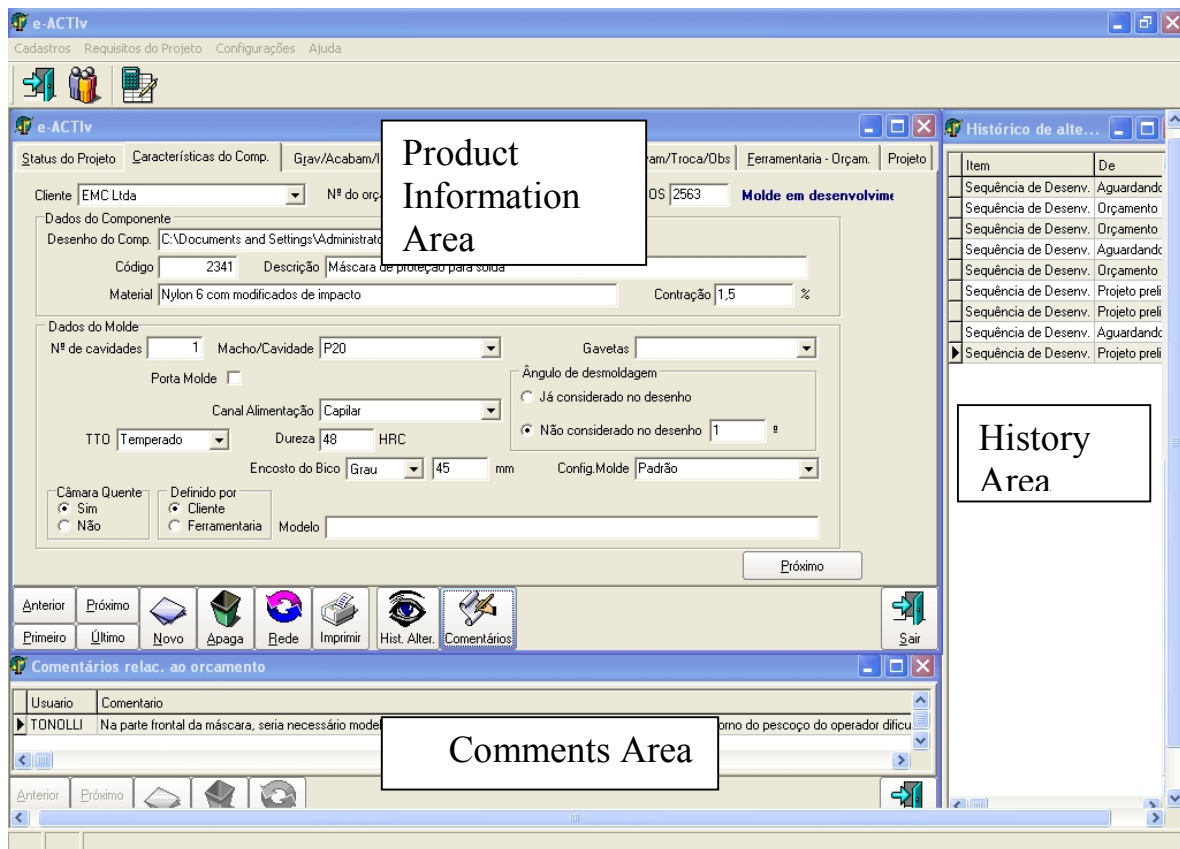 e-ACTIv
Cadastros Requisitos do Projeto Configurações Ajuda
e-ACTIv
Status do Projeto Características do Comp. Grav/Acabam/I am/Troca/Obs Ferramentaria - Orçam. Projeto
Product
Information
Area
Cliente EMC Ltda Nº do orç OS 2563 Molde em desenvolvime
Dados do Componente
Desenho do Comp. C:\Documents and Settings\Administrato
Código 2341 Descrição Máscara de proteção para solda
Material Nylon 6 com modificados de impacto Contração 1,5 %
Dados do Molde
Nº de cavidades 1 Macho/Cavidade P20 Gavetas
Porta Molde
Ângulo de desmoldagem
Já considerado no desenho
Canal Alimentação Capilar
Não considerado no desenho 1 º
TTO Temperado Dureza 48 HRC
Encosto do Bico Grau 45 mm Config.Molde Padrão
Câmara Quente Definido por
Sim Cliente
Não Ferramentaria Modelo
Próximo
Anterior Próximo
Primeiro Último Novo Apaga Rede Imprimir Hist. Alter. Comentários Sair
Histórico de alte...
Item De
Sequência de Desenv. Aguardando
Sequência de Desenv. Orçamento
Sequência de Desenv. Orçamento
Sequência de Desenv. Aguardando
Sequência de Desenv. Orçamento
Sequência de Desenv. Projeto preli
Sequência de Desenv. Projeto preli
Sequência de Desenv. Aguardando
Sequência de Desenv. Projeto preli
History
Area
Comentários relac. ao orcamento
Usuario Comentario
TONOLLI Na parte frontal da máscara, seria necessário mode orno do pescoço do operador dificu
Comments Area
Anterior Próximo